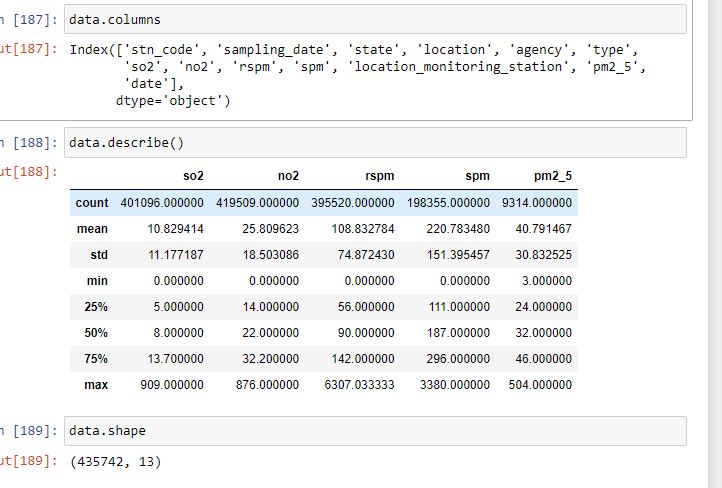 [187]: data.columns
ut[187]: Index(['stn_code', 'sampling_date', 'state', 'location', 'agency', 'type',
'so2', 'no2', 'rspm', 'spm', 'location_monitoring_station', 'pm2_5',
'date'],
dtype='object')
[188]: data.describe()
ut[188]:
so2 no2 rspm spm pm2_5
count 401096.000000 419509.000000 395520.000000 198355.000000 9314.000000
mean 10.829414 25.809623 108.832784 220.783480 40.791467
std 11.177187 18.503086 74.872430 151.395457 30.832525
min 0.000000 0.000000 0.000000 0.000000 3.000000
25% 5.000000 14.000000 56.000000 111.000000 24.000000
50% 8.000000 22.000000 90.000000 187.000000 32.000000
75% 13.700000 32.200000 142.000000 296.000000 46.000000
max 909.000000 876.000000 6307.033333 3380.000000 504.000000
[189]: data.shape
ut[189]: (435742, 13)